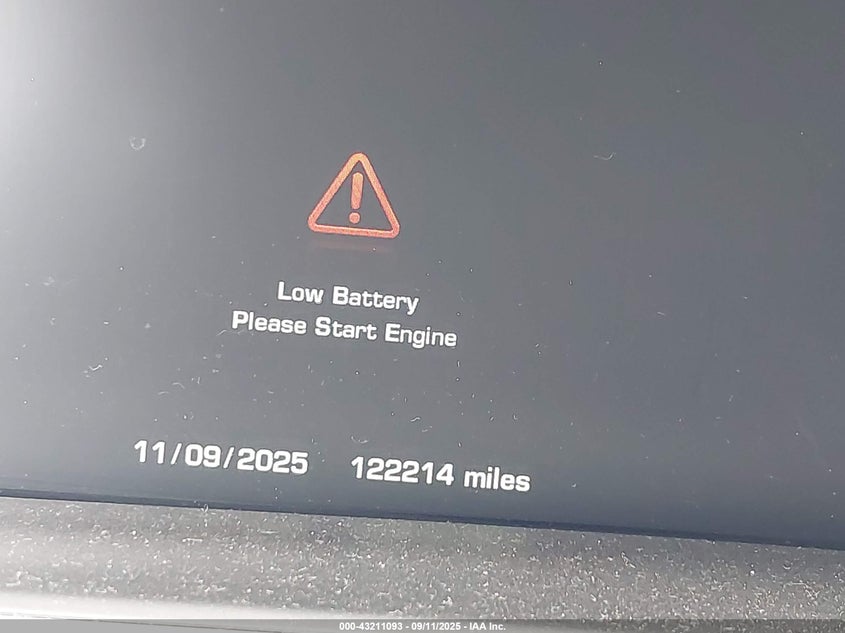 Low Battery
Please Start Engine
11/09/2025 122214 miles
000-43211093 - 09/11/2025 - IAA Inc.